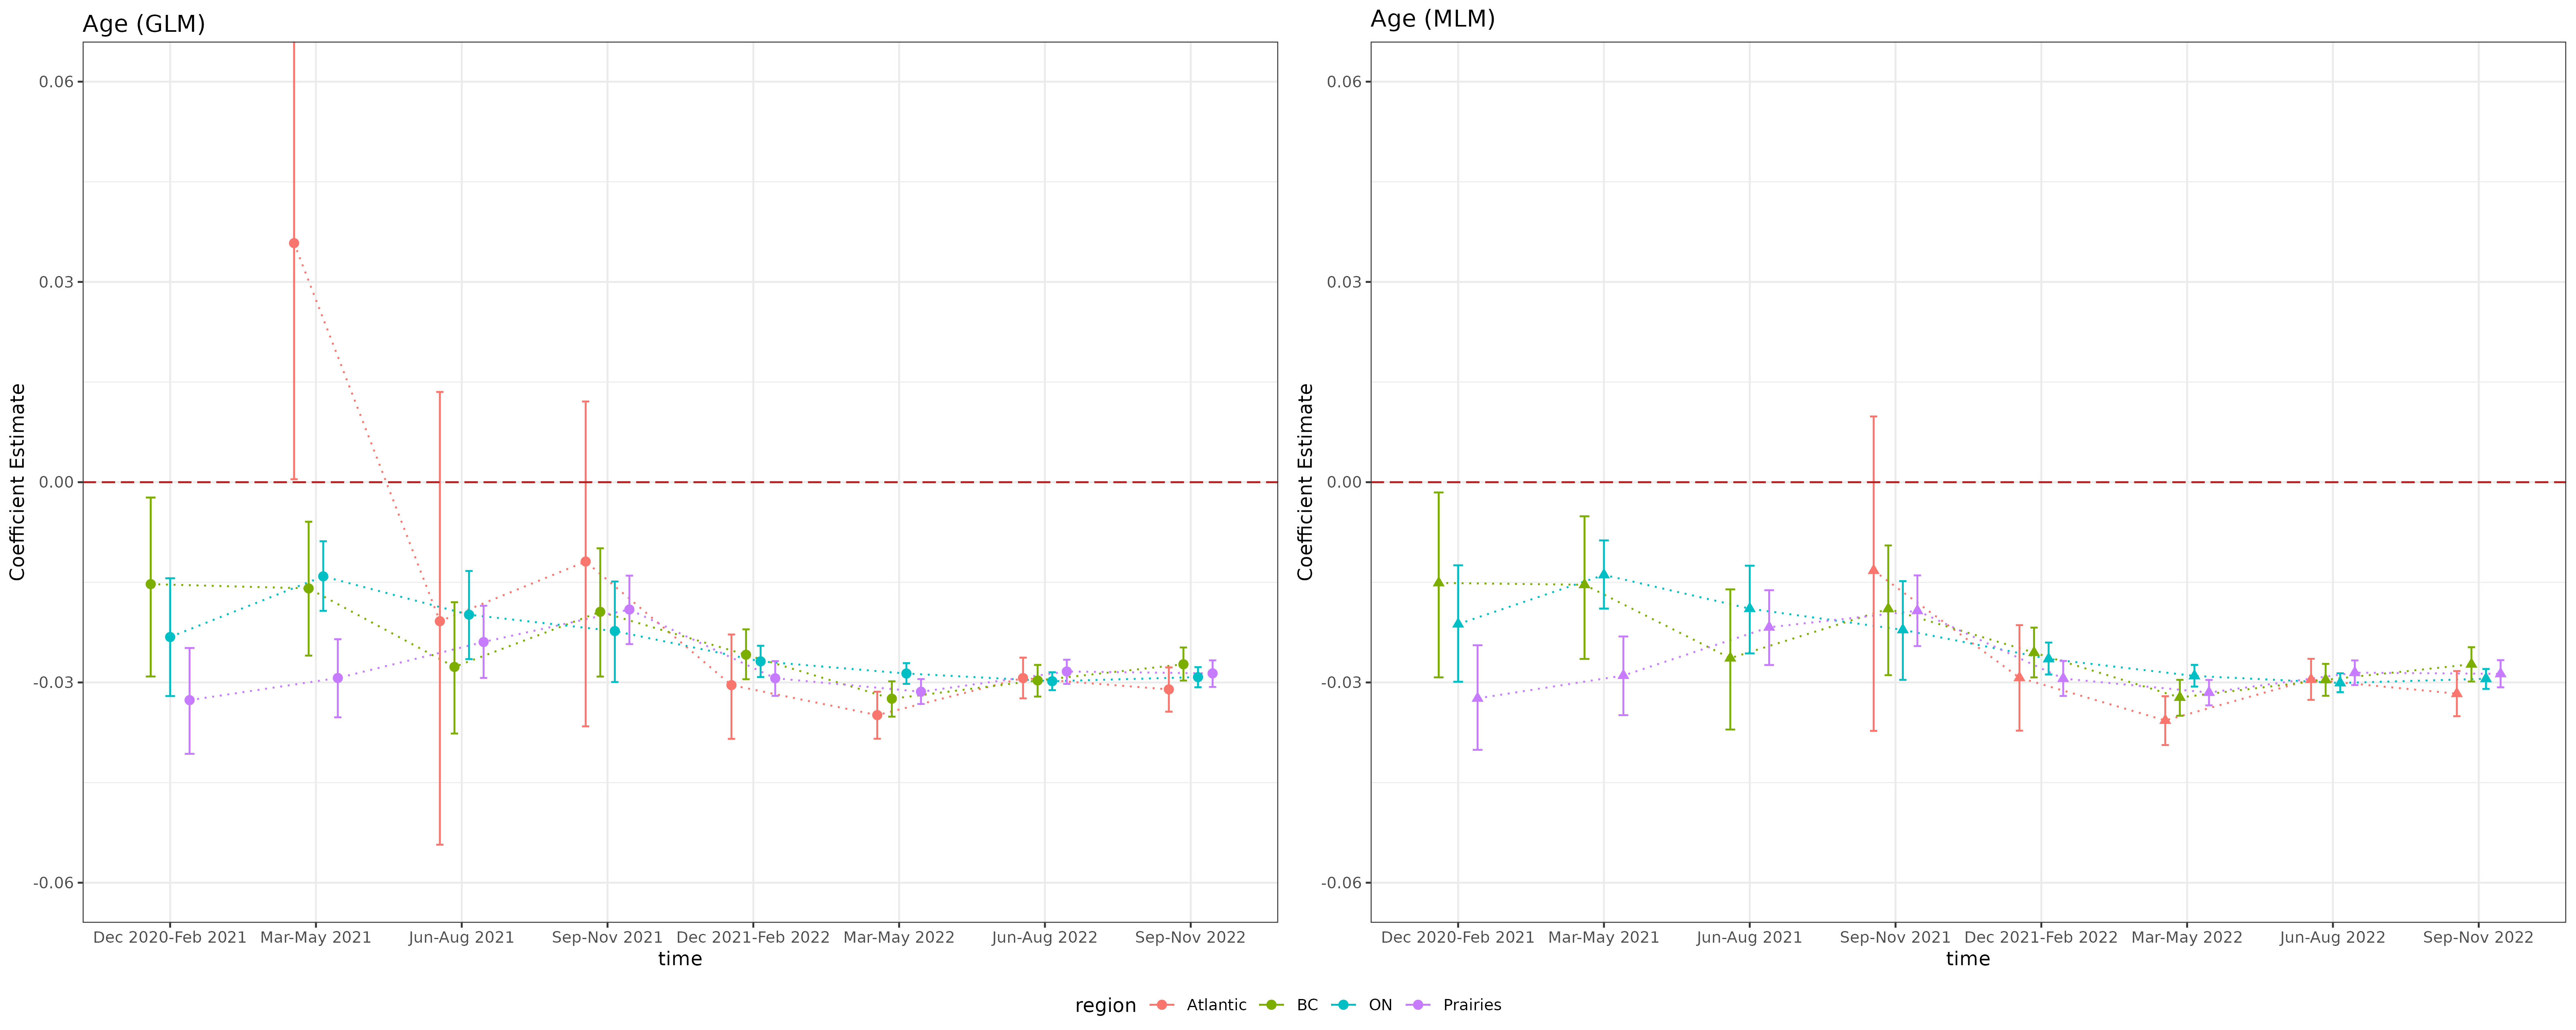 Age (GLM)
Coefficient Estimate
0.06
0.03
0.00
-0.03
-0.06
Dec 2020-Feb 2021 Mar-May 2021 Jun-Aug 2021 Sep-Nov 2021 Dec 2021-Feb 2022 Mar-May 2022 Jun-Aug 2022 Sep-Nov 2022
time
Age (MLM)
Coefficient Estimate
0.06
0.03
0.00
-0.03
-0.06
Dec 2020-Feb 2021 Mar-May 2021 Jun-Aug 2021 Sep-Nov 2021 Dec 2021-Feb 2022 Mar-May 2022 Jun-Aug 2022 Sep-Nov 2022
time
region Atlantic BC ON Prairies